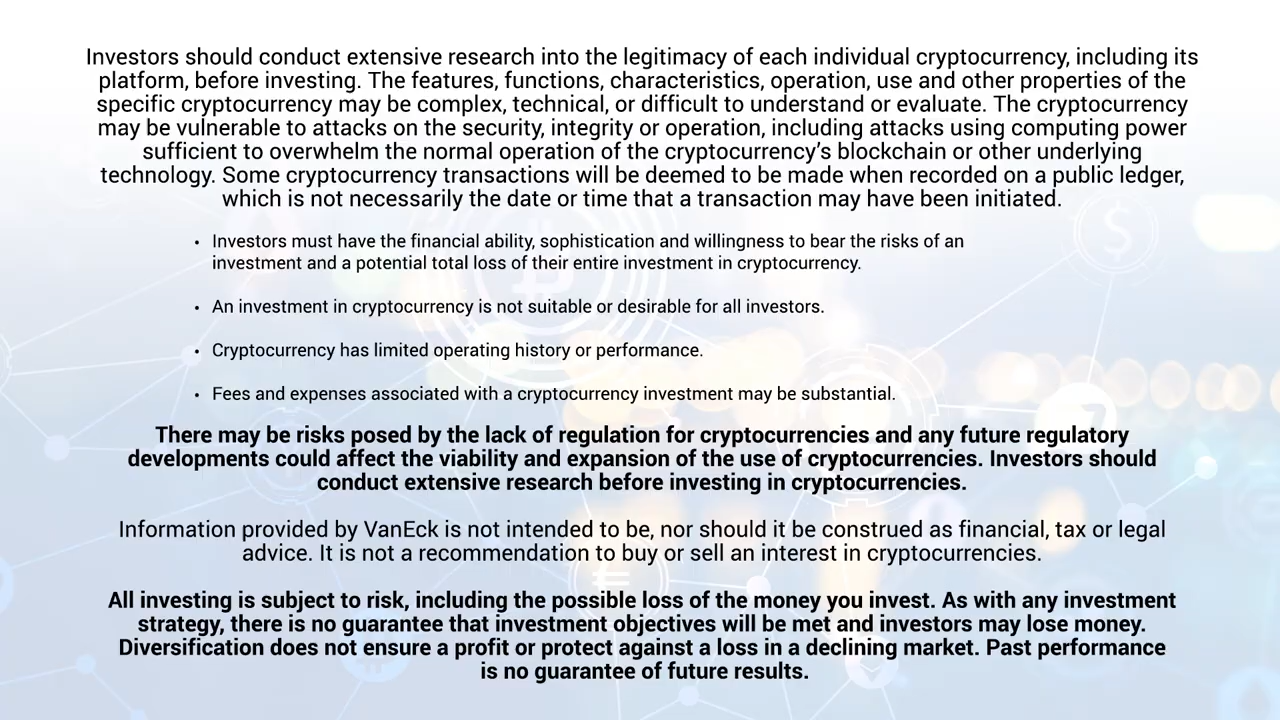 Investors should conduct extensive research into the legitimacy of each individual cryptocurrency, including its
platform, before investing. The features, functions, characteristics, operation, use and other properties of the
specific cryptocurrency may be complex, technical, or difficult to understand or evaluate. The cryptocurrency
may be vulnerable to attacks on the security, integrity or operation, including attacks using computing power
sufficient to overwhelm the normal operation of the cryptocurrency’s blockchain or other underlying
technology. Some cryptocurrency transactions will be deemed to be made when recorded on a public ledger,
which is not necessarily the date or time that a transaction may have been initiated.
• Investors must have the financial ability, sophistication and willingness to bear the risks of an
investment and a potential total loss of their entire investment in cryptocurrency.
• An investment in cryptocurrency is not suitable or desirable for all investors.
• Cryptocurrency has limited operating history or performance.
• Fees and expenses associated with a cryptocurrency investment may be substantial.
There may be risks posed by the lack of regulation for cryptocurrencies and any future regulatory
developments could affect the viability and expansion of the use of cryptocurrencies. Investors should
conduct extensive research before investing in cryptocurrencies.
Information provided by VanEck is not intended to be, nor should it be construed as financial, tax or legal
advice. It is not a recommendation to buy or sell an interest in cryptocurrencies.
All investing is subject to risk, including the possible loss of the money you invest. As with any investment
strategy, there is no guarantee that investment objectives will be met and investors may lose money.
Diversification does not ensure a profit or protect against a loss in a declining market. Past performance
is no guarantee of future results.